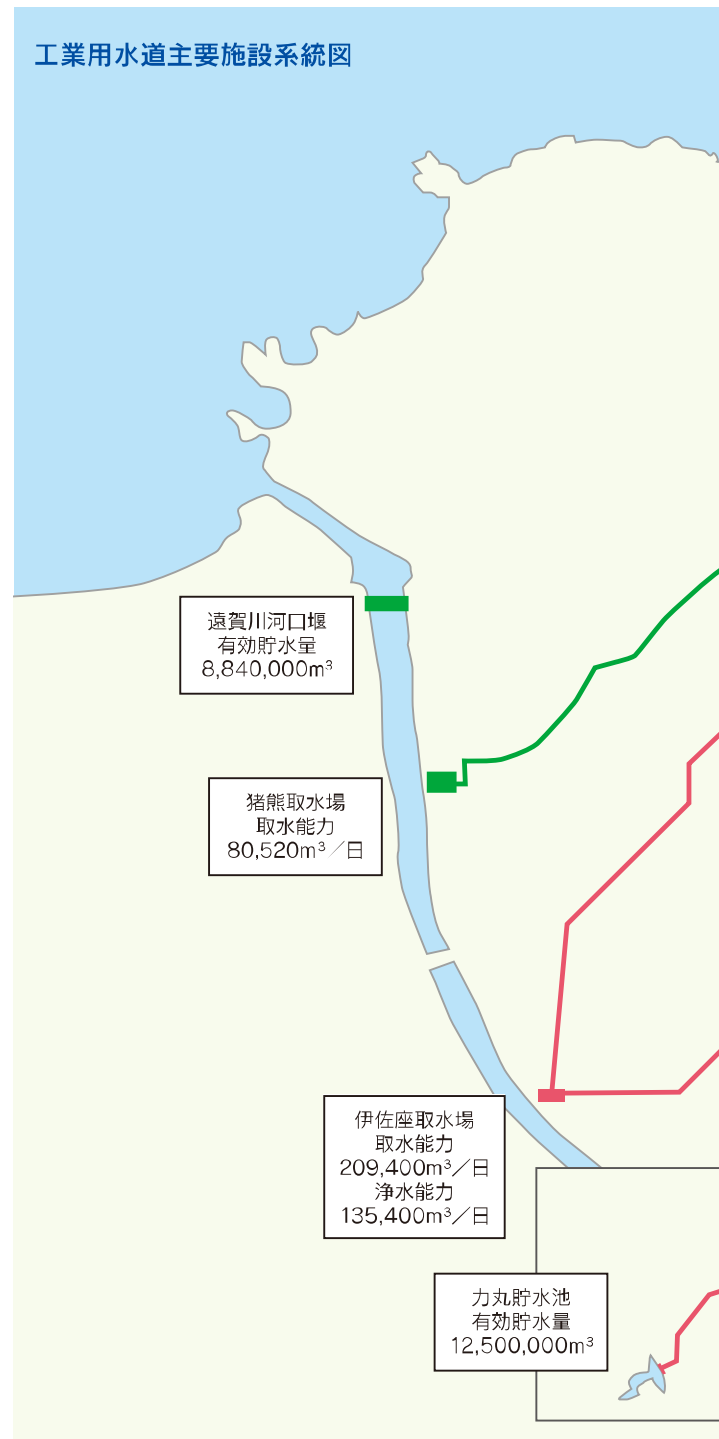 工業用水道主要施設系統図
遠賀川河口堰
有効貯水量
8,840,000m³
猪熊取水場
取水能力
80,520m³／日
伊佐座取水場
取水能力
209,400m³／日
浄水能力
135,400m³／日
力丸貯水池
有効貯水量
12,500,000m³